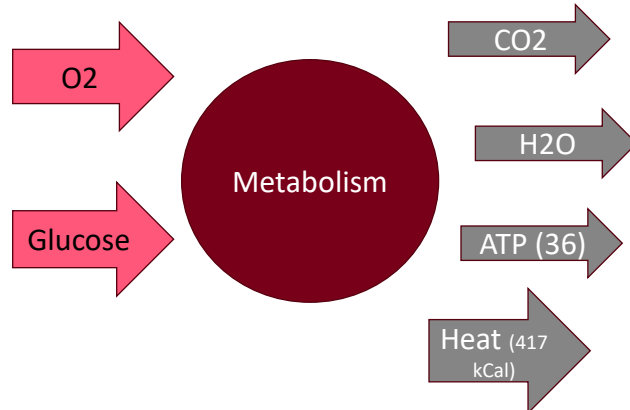 O2
Glucose
Metabolism
CO2
H2O
ATP (36)
Heat (417
kCal)